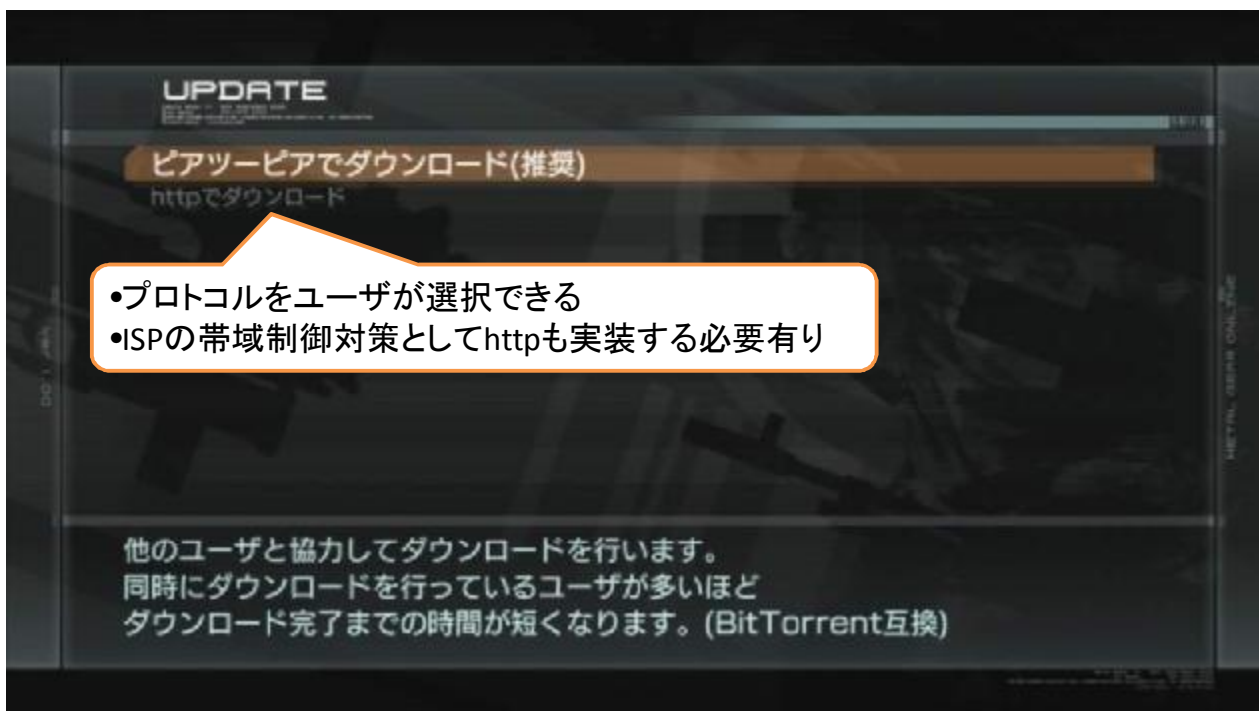 UPDATE
ピアツーピアでダウンロード(推奨)
httpでダウンロード
•プロトコルをユーザが選択できる
•ISPの帯域制御対策としてhttpも実装する必要有り
METAL GEAR ONLINE
他のユーザと協力してダウンロードを行います。
同時にダウンロードを行っているユーザが多いほど
ダウンロード完了までの時間が短くなります。(BitTorrent互換)